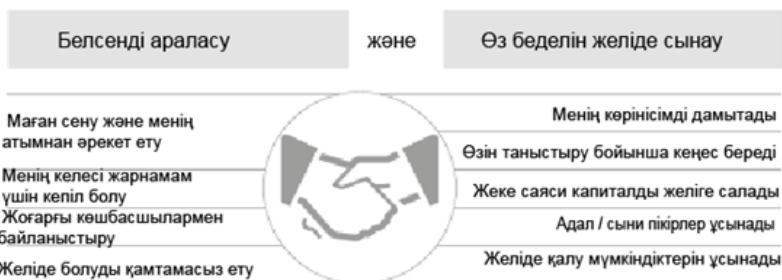 Белсенді араласу
және
Өз беделін желіде сынау
Маған сену және менің
атымнан әрекет ету
Менің келесі жарнамам
үшін кепіл болу
Жоғарғы көшбасшылармен
байланыстыру
Желіде болуды қамтамасыз ету
Менің көрінісімді дамытады
Өзін таныстыру бойынша кеңес береді
Жеке саяси капиталды желіге салады
Адал / сыни пікірлер ұсынады
Желіде қалу мүмкіндіктерін ұсынады